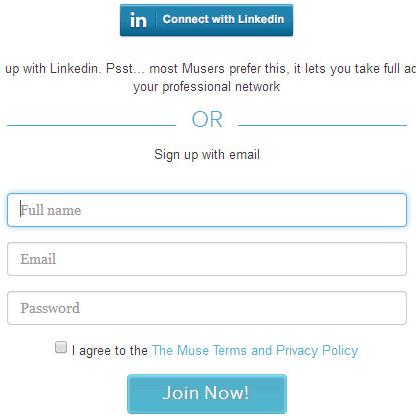 in Connect with Linkedin
up with Linkedin. Psst... most Musers prefer this, it lets you take full
your professional network
OR
Sign up with email
Full name
Email
Password
I agree to the The Muse Terms and Privacy Policy
Join Now!